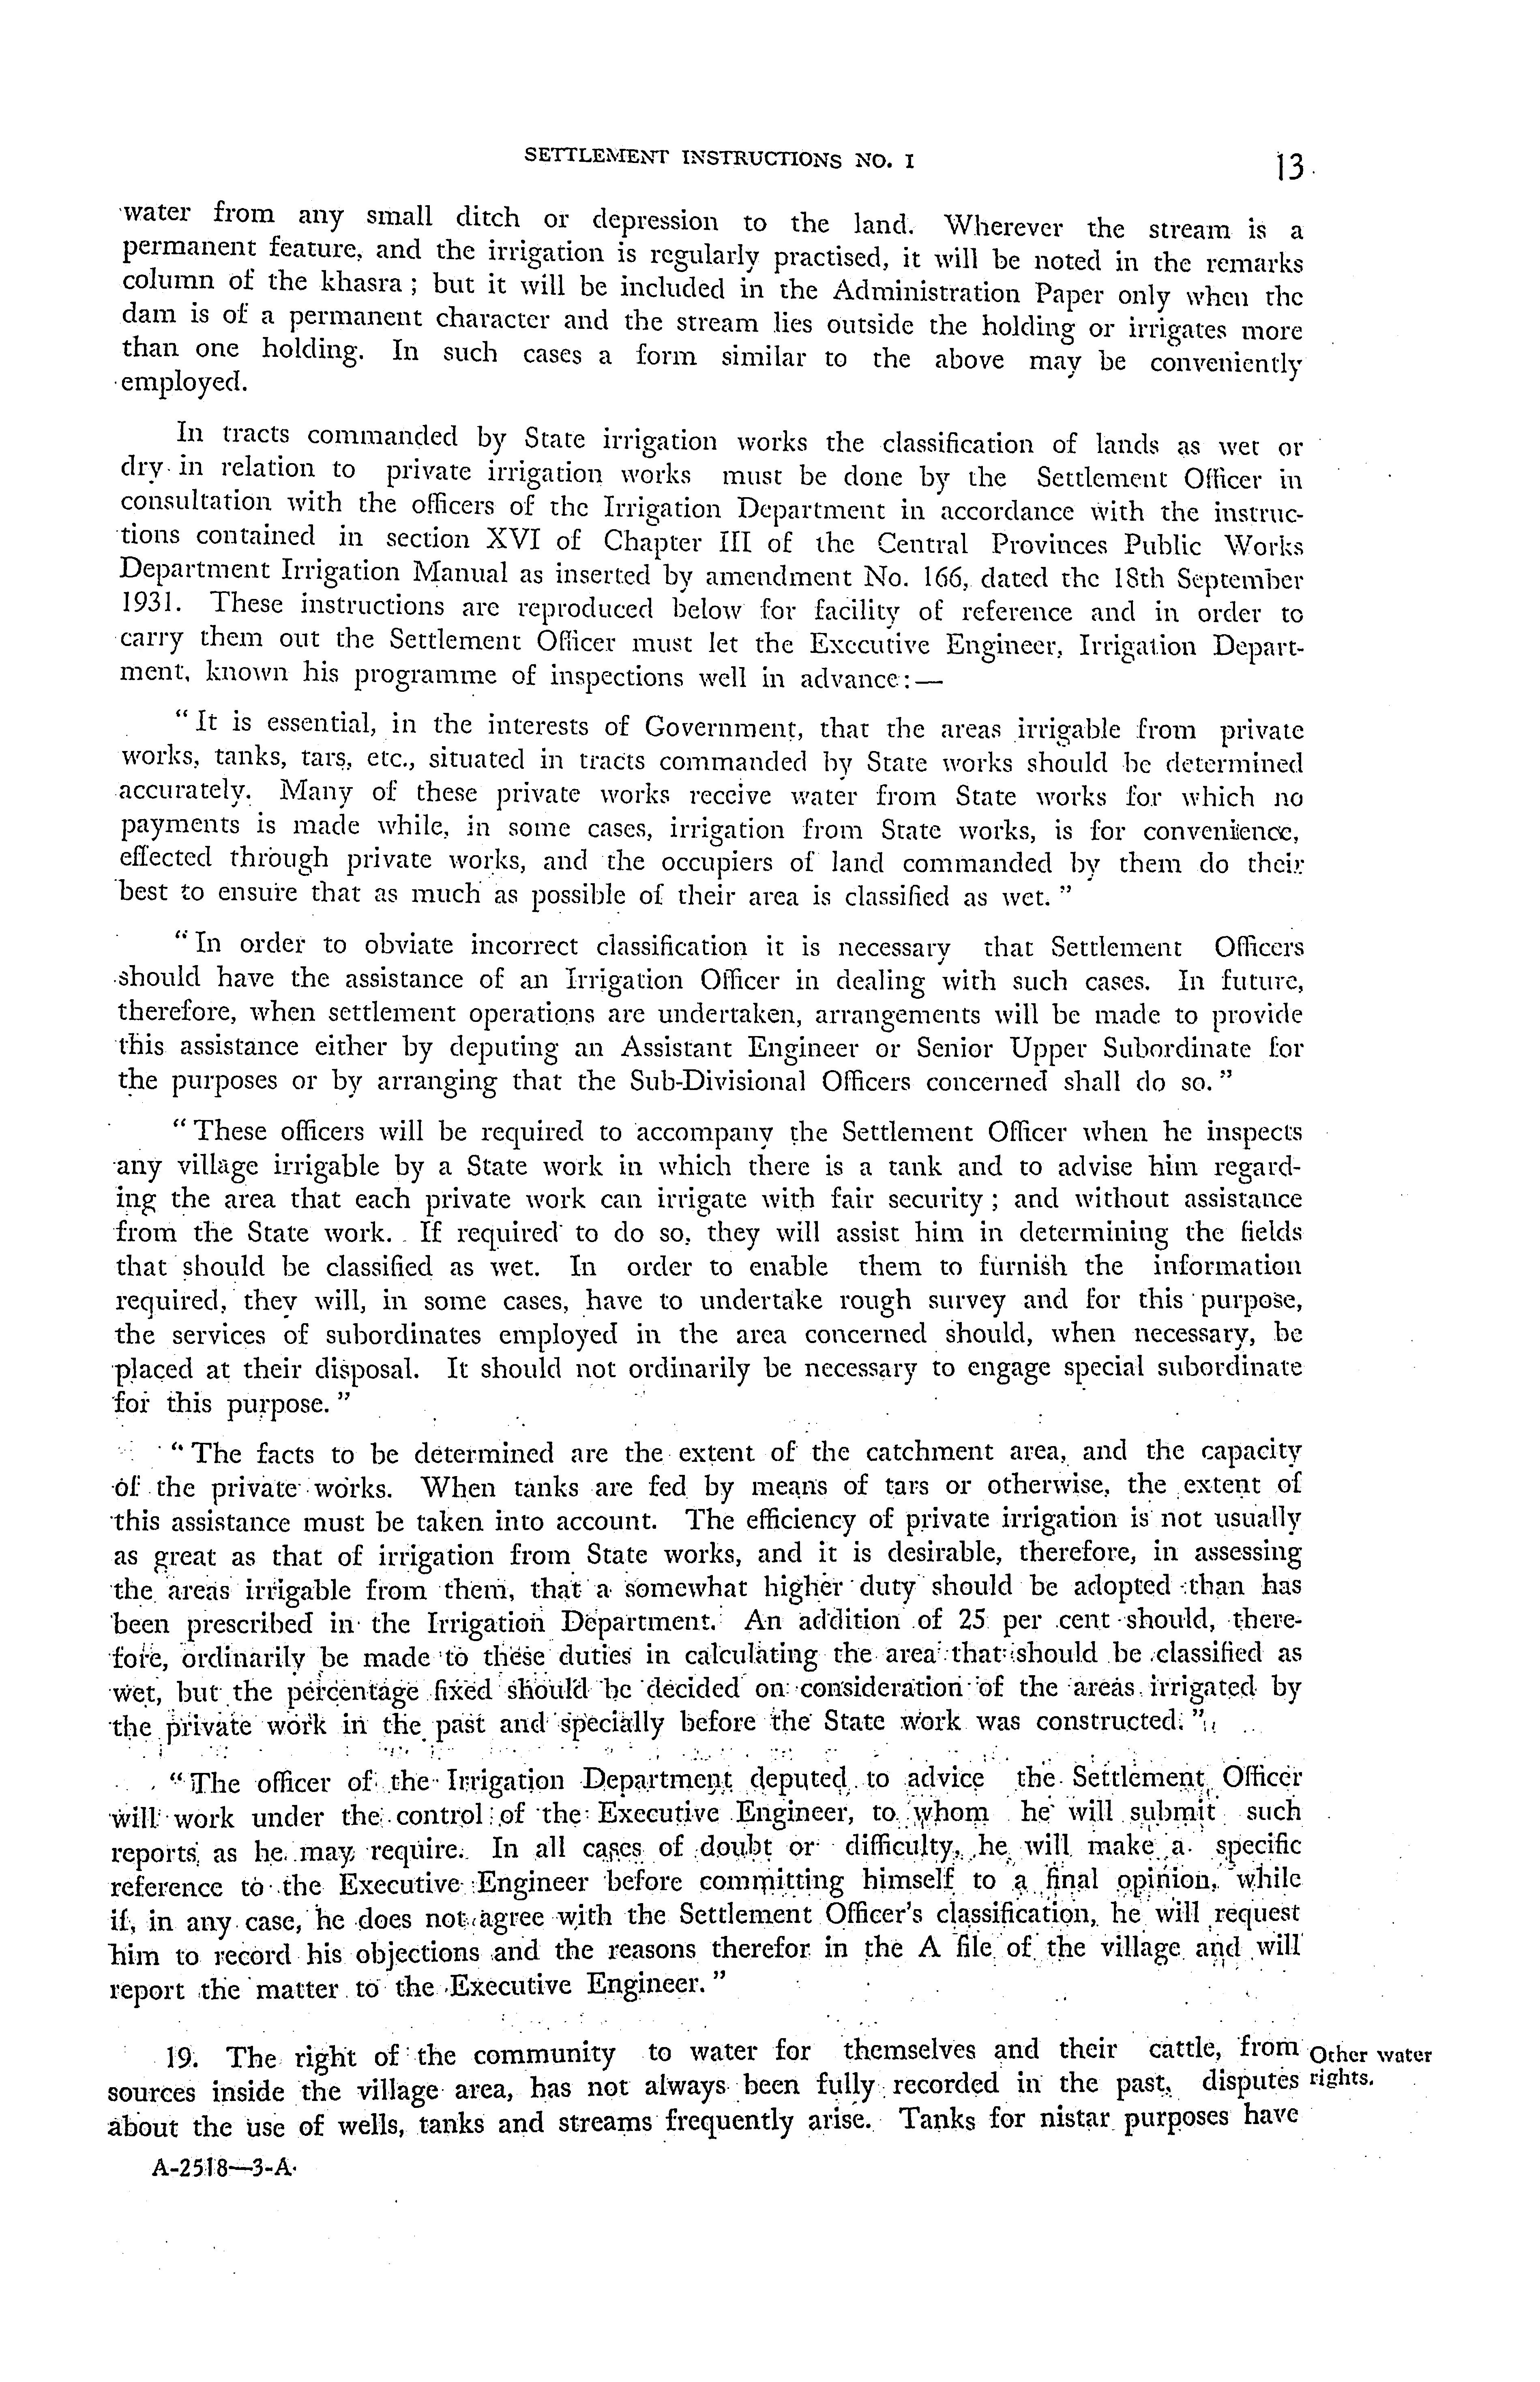 SETTLEMENT INSTRUCTIONS NO. I
13
water from any small ditch or depression to the land. Wherever the stream is a
permanent feature, and the irrigation is regularly practised, it will be noted in the remarks
column of the khasra ; but it will be included in the Administration Paper only when the
dam is of a permanent character and the stream lies outside the holding or irrigates more
than one holding. In such cases a form similar to the above may be conveniently
employed.
In tracts commanded by State irrigation works the classification of lands as wet or
dry in relation to private irrigation works must be done by the Settlement Officer in
consultation with the officers of the Irrigation Department in accordance with the instruc-
tions contained in section XVI of Chapter III of the Central Provinces Public Works
Department Irrigation Manual as inserted by amendment No. 166, dated the 18th September
1931. These instructions are reproduced below for facility of reference and in order to
carry them out the Settlement Officer must let the Executive Engineer, Irrigation Depart-
ment, known his programme of inspections well in advance:—
“ It is essential, in the interests of Government, that the areas irrigable from private
works, tanks, tars, etc., situated in tracts commanded by State works should be determined
accurately. Many of these private works receive water from State works for which no
payments is made while, in some cases, irrigation from State works, is for convenience,
effected through private works, and the occupiers of land commanded by them do their
best to ensure that as much as possible of their area is classified as wet. ”
“ In order to obviate incorrect classification it is necessary that Settlement Officers
should have the assistance of an Irrigation Officer in dealing with such cases. In future,
therefore, when settlement operations are undertaken, arrangements will be made to provide
this assistance either by deputing an Assistant Engineer or Senior Upper Subordinate for
the purposes or by arranging that the Sub-Divisional Officers concerned shall do so. ”
“ These officers will be required to accompany the Settlement Officer when he inspects
any village irrigable by a State work in which there is a tank and to advise him regard-
ing the area that each private work can irrigate with fair security ; and without assistance
from the State work. If required to do so, they will assist him in determining the fields
that should be classified as wet. In order to enable them to furnish the information
required, they will, in some cases, have to undertake rough survey and for this purpose,
the services of subordinates employed in the area concerned should, when necessary, be
placed at their disposal. It should not ordinarily be necessary to engage special subordinate
for this purpose. ”
“ The facts to be determined are the extent of the catchment area, and the capacity
of the private works. When tanks are fed by means of tars or otherwise, the extent of
this assistance must be taken into account. The efficiency of private irrigation is not usually
as great as that of irrigation from State works, and it is desirable, therefore, in assessing
the areas irrigable from them, that a somewhat higher duty should be adopted than has
been prescribed in the Irrigation Department. An addition of 25 per cent should, there-
fore, ordinarily be made to these duties in calculating the area that should be classified as
wet, but the percentage fixed should be decided on consideration of the areas irrigated by
the private work in the past and specially before the State work was constructed. ”
“ The officer of the Irrigation Department deputed to advice the Settlement Officer
will work under the control of the Executive Engineer, to whom he will submit such
reports as he may require. In all cases of doubt or difficulty, he will make a specific
reference to the Executive Engineer before committing himself to a final opinion, while
if, in any case, he does not agree with the Settlement Officer's classification, he will request
him to record his objections and the reasons therefor in the A file of the village and will
report the matter to the Executive Engineer. ”
19. The right of the community to water for themselves and their cattle, from
Other water
sources inside the village area, has not always been fully recorded in the past, disputes
rights.
about the use of wells, tanks and streams frequently arise. Tanks for nistar purposes have
A-2518—3-A.